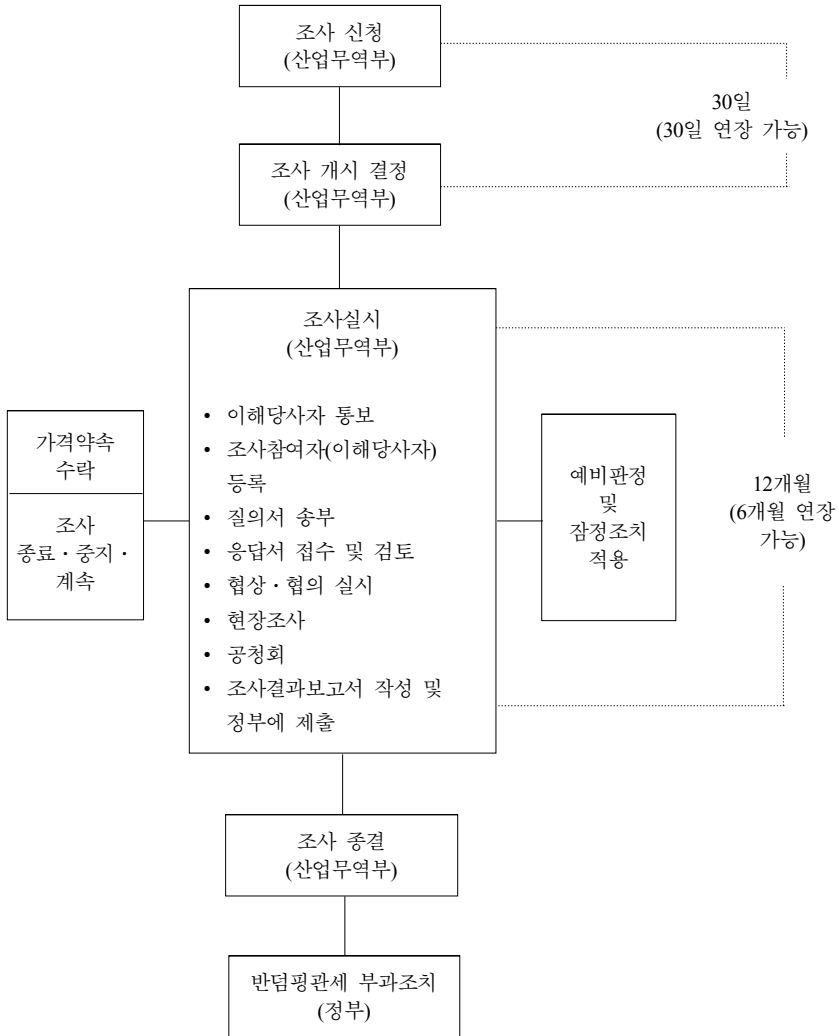 조사 신청
(산업무역부)
30일
(30일 연장 가능)
조사 개시 결정
(산업무역부)
조사실시
(산업무역부)
• 이해당사자 통보
• 조사참여자(이해당사자)
등록
• 질의서 송부
• 응답서 접수 및 검토
• 협상·협의 실시
• 현장조사
• 공청회
• 조사결과보고서 작성 및
정부에 제출
가격약속
수락
조사
종료·중지·
계속
예비판정
및
잠정조치
적용
12개월
(6개월 연장
가능)
조사 종결
(산업무역부)
반덤핑관세 부과조치
(정부)